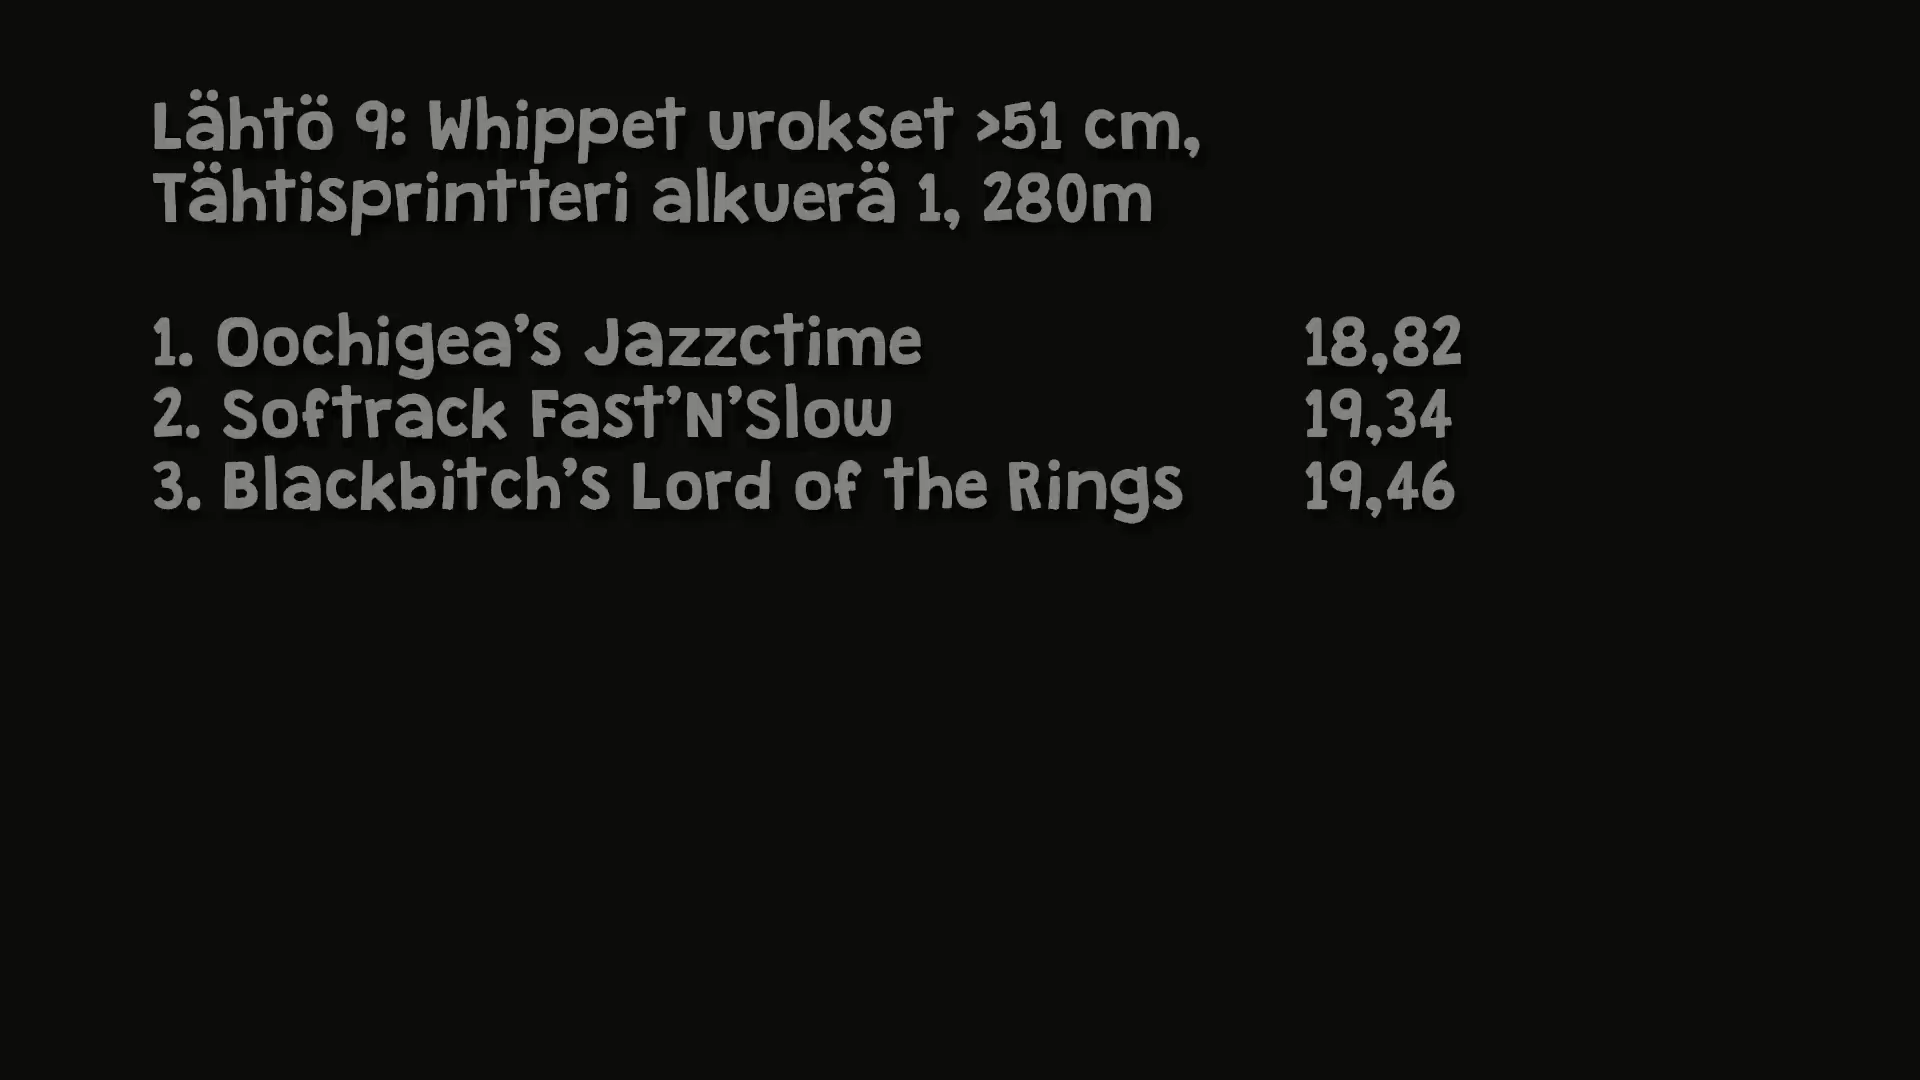 Lähtö 9: Whippet urokset >51 cm,
Tähtisprintteri alkuerä 1, 280m
1. Oochigea's Jazzctime 18,82
2. Softrack Fast'N'Slow 19,34
3. Blackbitch's Lord of the Rings 19,46